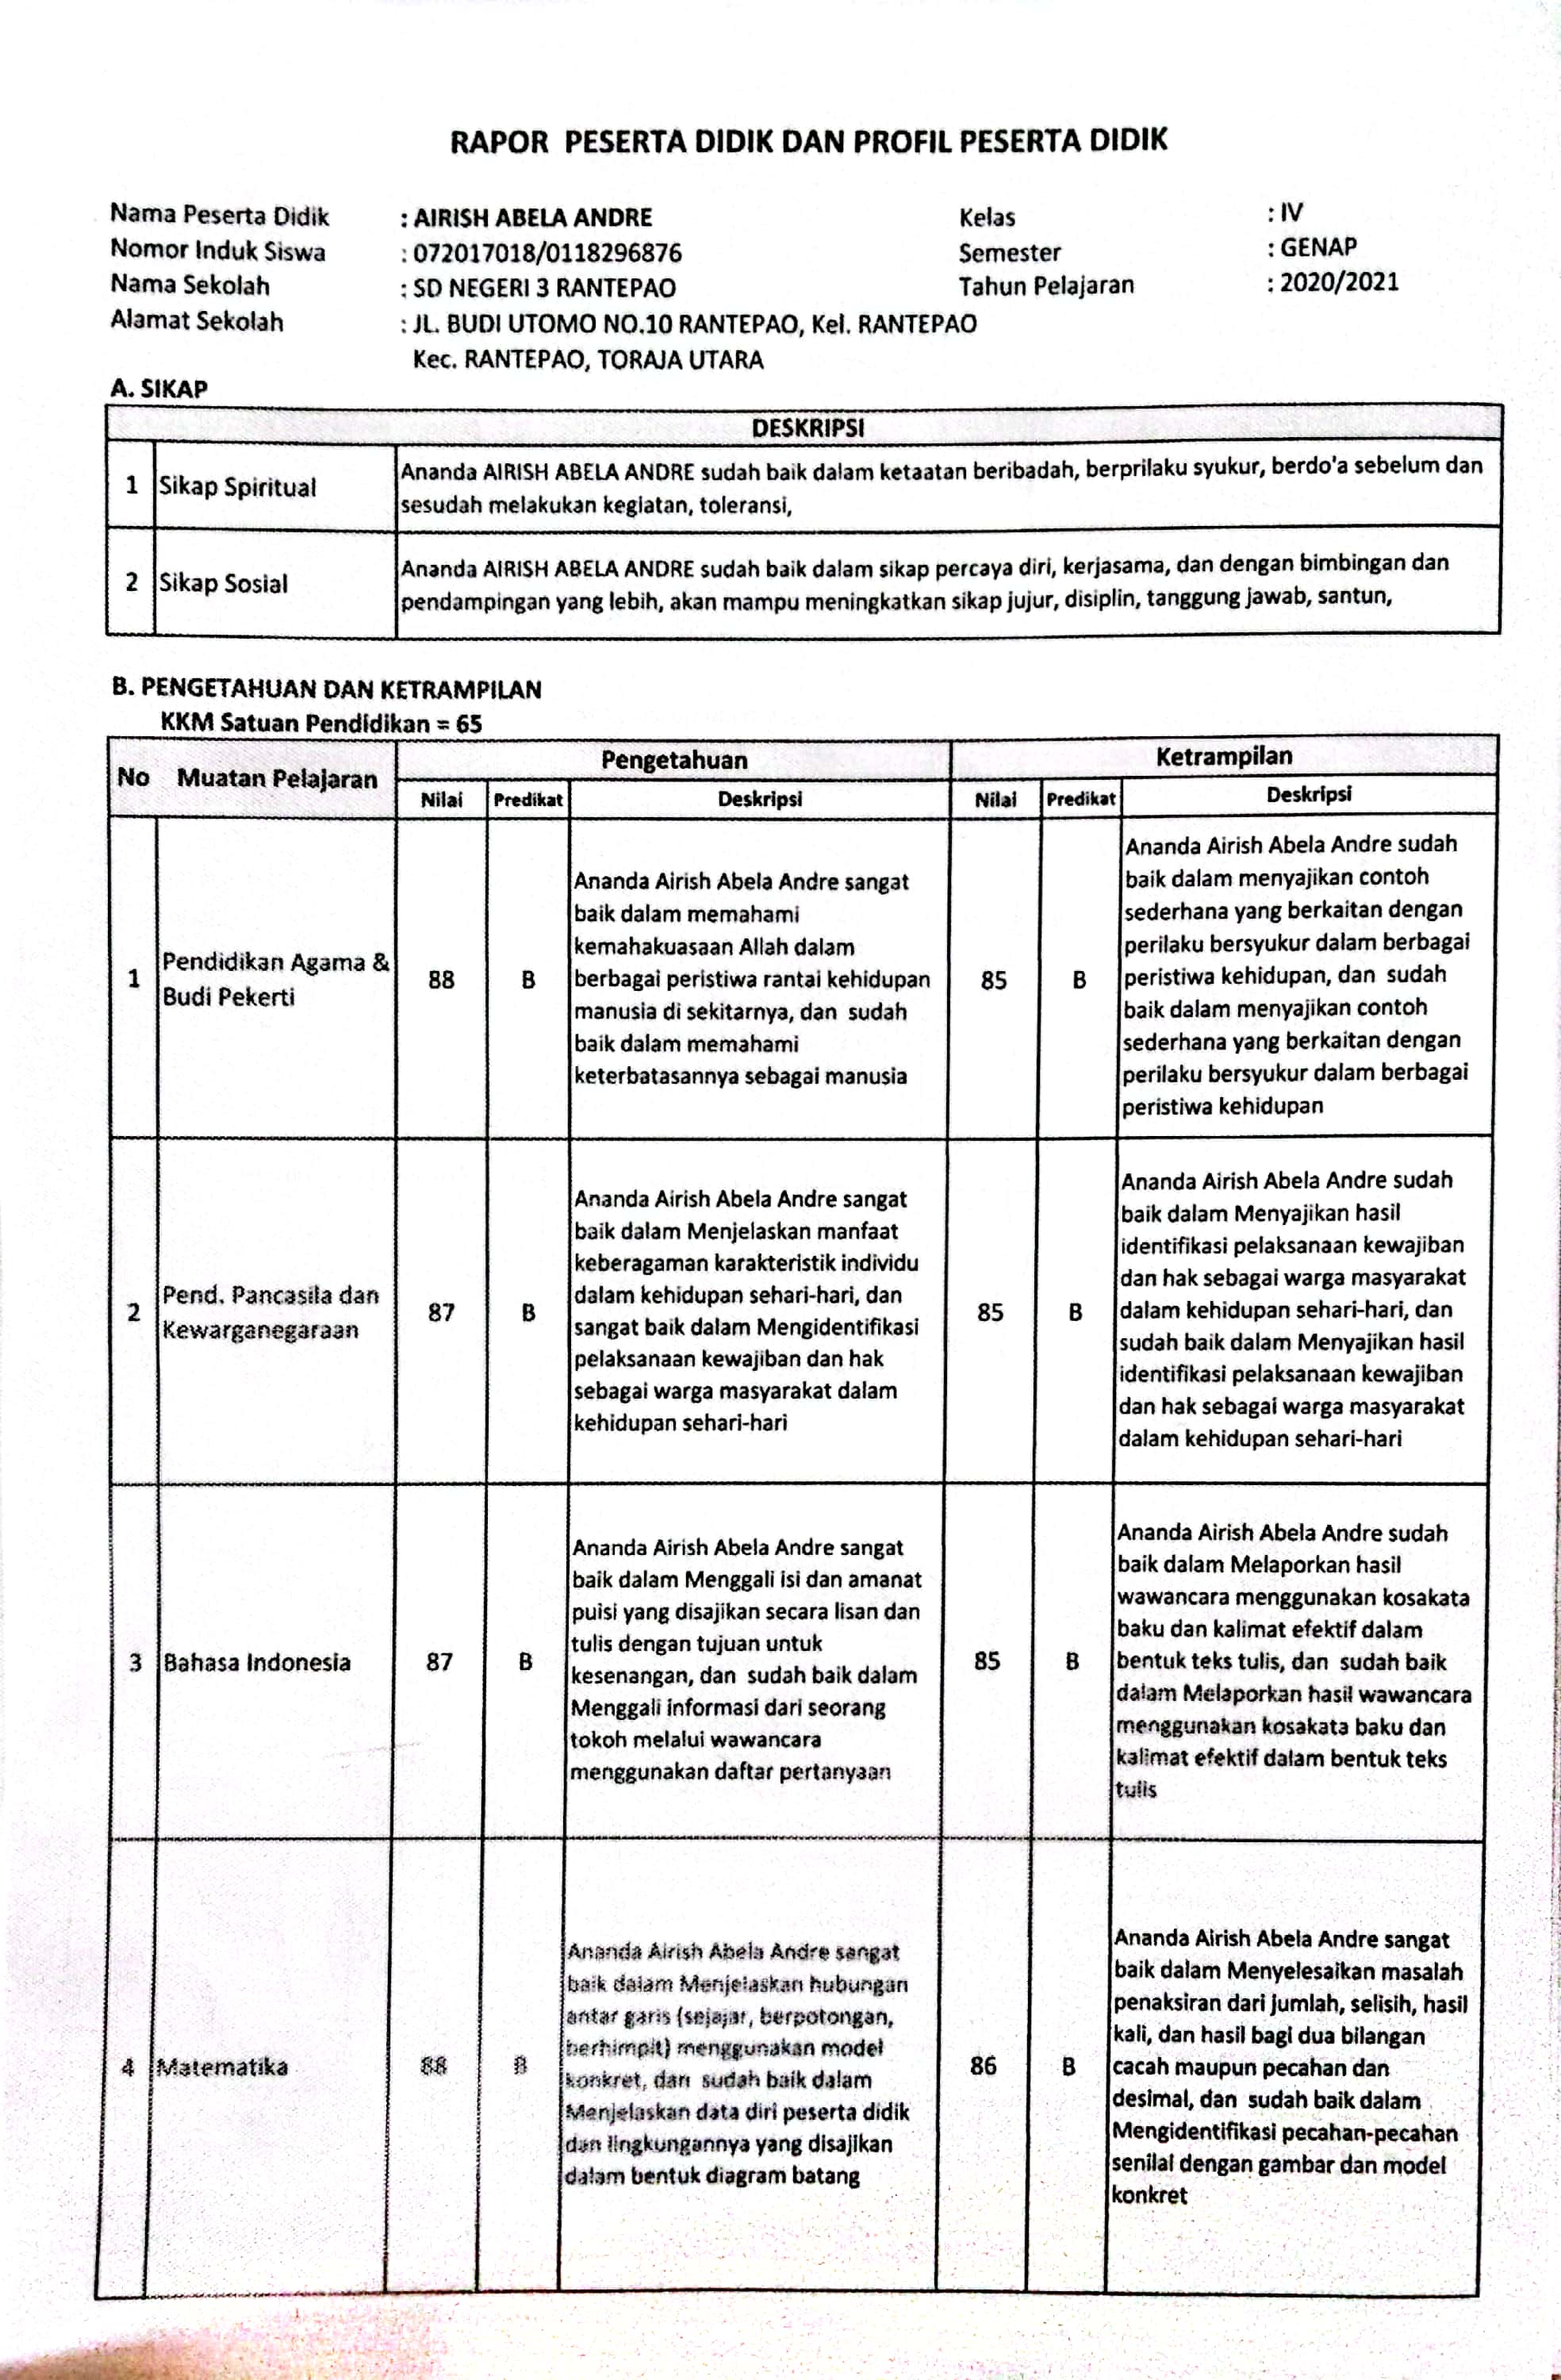 RAPOR PESERTA DIDIK DAN PROFIL PESERTA DIDIK
Nama Peserta Didik : AIRISH ABELA ANDRE Kelas : IV
Nomor Induk Siswa : 072017018/0118296876 Semester : GENAP
Nama Sekolah : SD NEGERI 3 RANTEPAO Tahun Pelajaran : 2020/2021
Alamat Sekolah : JL. BUDI UTOMO NO.10 RANTEPAO, Kel. RANTEPAO
Kec. RANTEPAO, TORAJA UTARA
A. SIKAP
DESKRIPSI
1 Sikap Spiritual
Ananda AIRISH ABELA ANDRE sudah baik dalam ketaatan beribadah, berprilaku syukur, berdo'a sebelum dan
sesudah melakukan kegiatan, toleransi,
2 Sikap Sosial
Ananda AIRISH ABELA ANDRE sudah baik dalam sikap percaya diri, kerjasama, dan dengan bimbingan dan
pendampingan yang lebih, akan mampu meningkatkan sikap jujur, disiplin, tanggung jawab, santun,
B. PENGETAHUAN DAN KETRAMPILAN
KKM Satuan Pendidikan = 65
No Muatan Pelajaran Pengetahuan Ketrampilan
Nilai Predikat Deskripsi Nilai Predikat Deskripsi
1
Pendidikan Agama &
Budi Pekerti
88 B
Ananda Airish Abela Andre sangat
baik dalam memahami
kemahakuasaan Allah dalam
berbagai peristiwa rantai kehidupan
manusia di sekitarnya, dan sudah
baik dalam memahami
keterbatasannya sebagai manusia
85 B
Ananda Airish Abela Andre sudah
baik dalam menyajikan contoh
sederhana yang berkaitan dengan
perilaku bersyukur dalam berbagai
peristiwa kehidupan, dan sudah
baik dalam menyajikan contoh
sederhana yang berkaitan dengan
perilaku bersyukur dalam berbagai
peristiwa kehidupan
2
Pend. Pancasila dan
Kewarganegaraan
87 B
Ananda Airish Abela Andre sangat
baik dalam Menjelaskan manfaat
keberagaman karakteristik individu
dalam kehidupan sehari-hari, dan
sangat baik dalam Mengidentifikasi
pelaksanaan kewajiban dan hak
sebagai warga masyarakat dalam
kehidupan sehari-hari
85 B
Ananda Airish Abela Andre sudah
baik dalam Menyajikan hasil
identifikasi pelaksanaan kewajiban
dan hak sebagai warga masyarakat
dalam kehidupan sehari-hari, dan
sudah baik dalam Menyajikan hasil
identifikasi pelaksanaan kewajiban
dan hak sebagai warga masyarakat
dalam kehidupan sehari-hari
3 Bahasa Indonesia
87 B
Ananda Airish Abela Andre sangat
baik dalam Menggali isi dan amanat
puisi yang disajikan secara lisan dan
tulis dengan tujuan untuk
kesenangan, dan sudah baik dalam
Menggali informasi dari seorang
tokoh melalui wawancara
menggunakan daftar pertanyaan
85 B
Ananda Airish Abela Andre sudah
baik dalam Melaporkan hasil
wawancara menggunakan kosakata
baku dan kalimat efektif dalam
bentuk teks tulis, dan sudah baik
dalam Melaporkan hasil wawancara
menggunakan kosakata baku dan
kalimat efektif dalam bentuk teks
tulis
4 Matematika
88 B
Ananda Airish Abela Andre sangat
baik dalam Menjelaskan hubungan
antar garis (sejajar, berpotongan,
berhimpit) menggunakan model
konkret, dan sudah baik dalam
Menjelaskan data diri peserta didik
dan lingkungannya yang disajikan
dalam bentuk diagram batang
86 B
Ananda Airish Abela Andre sangat
baik dalam Menyelesaikan masalah
penaksiran dari jumlah, selisih, hasil
kali, dan hasil bagi dua bilangan
cacah maupun pecahan dan
desimal, dan sudah baik dalam
Mengidentifikasi pecahan-pecahan
senilai dengan gambar dan model
konkret